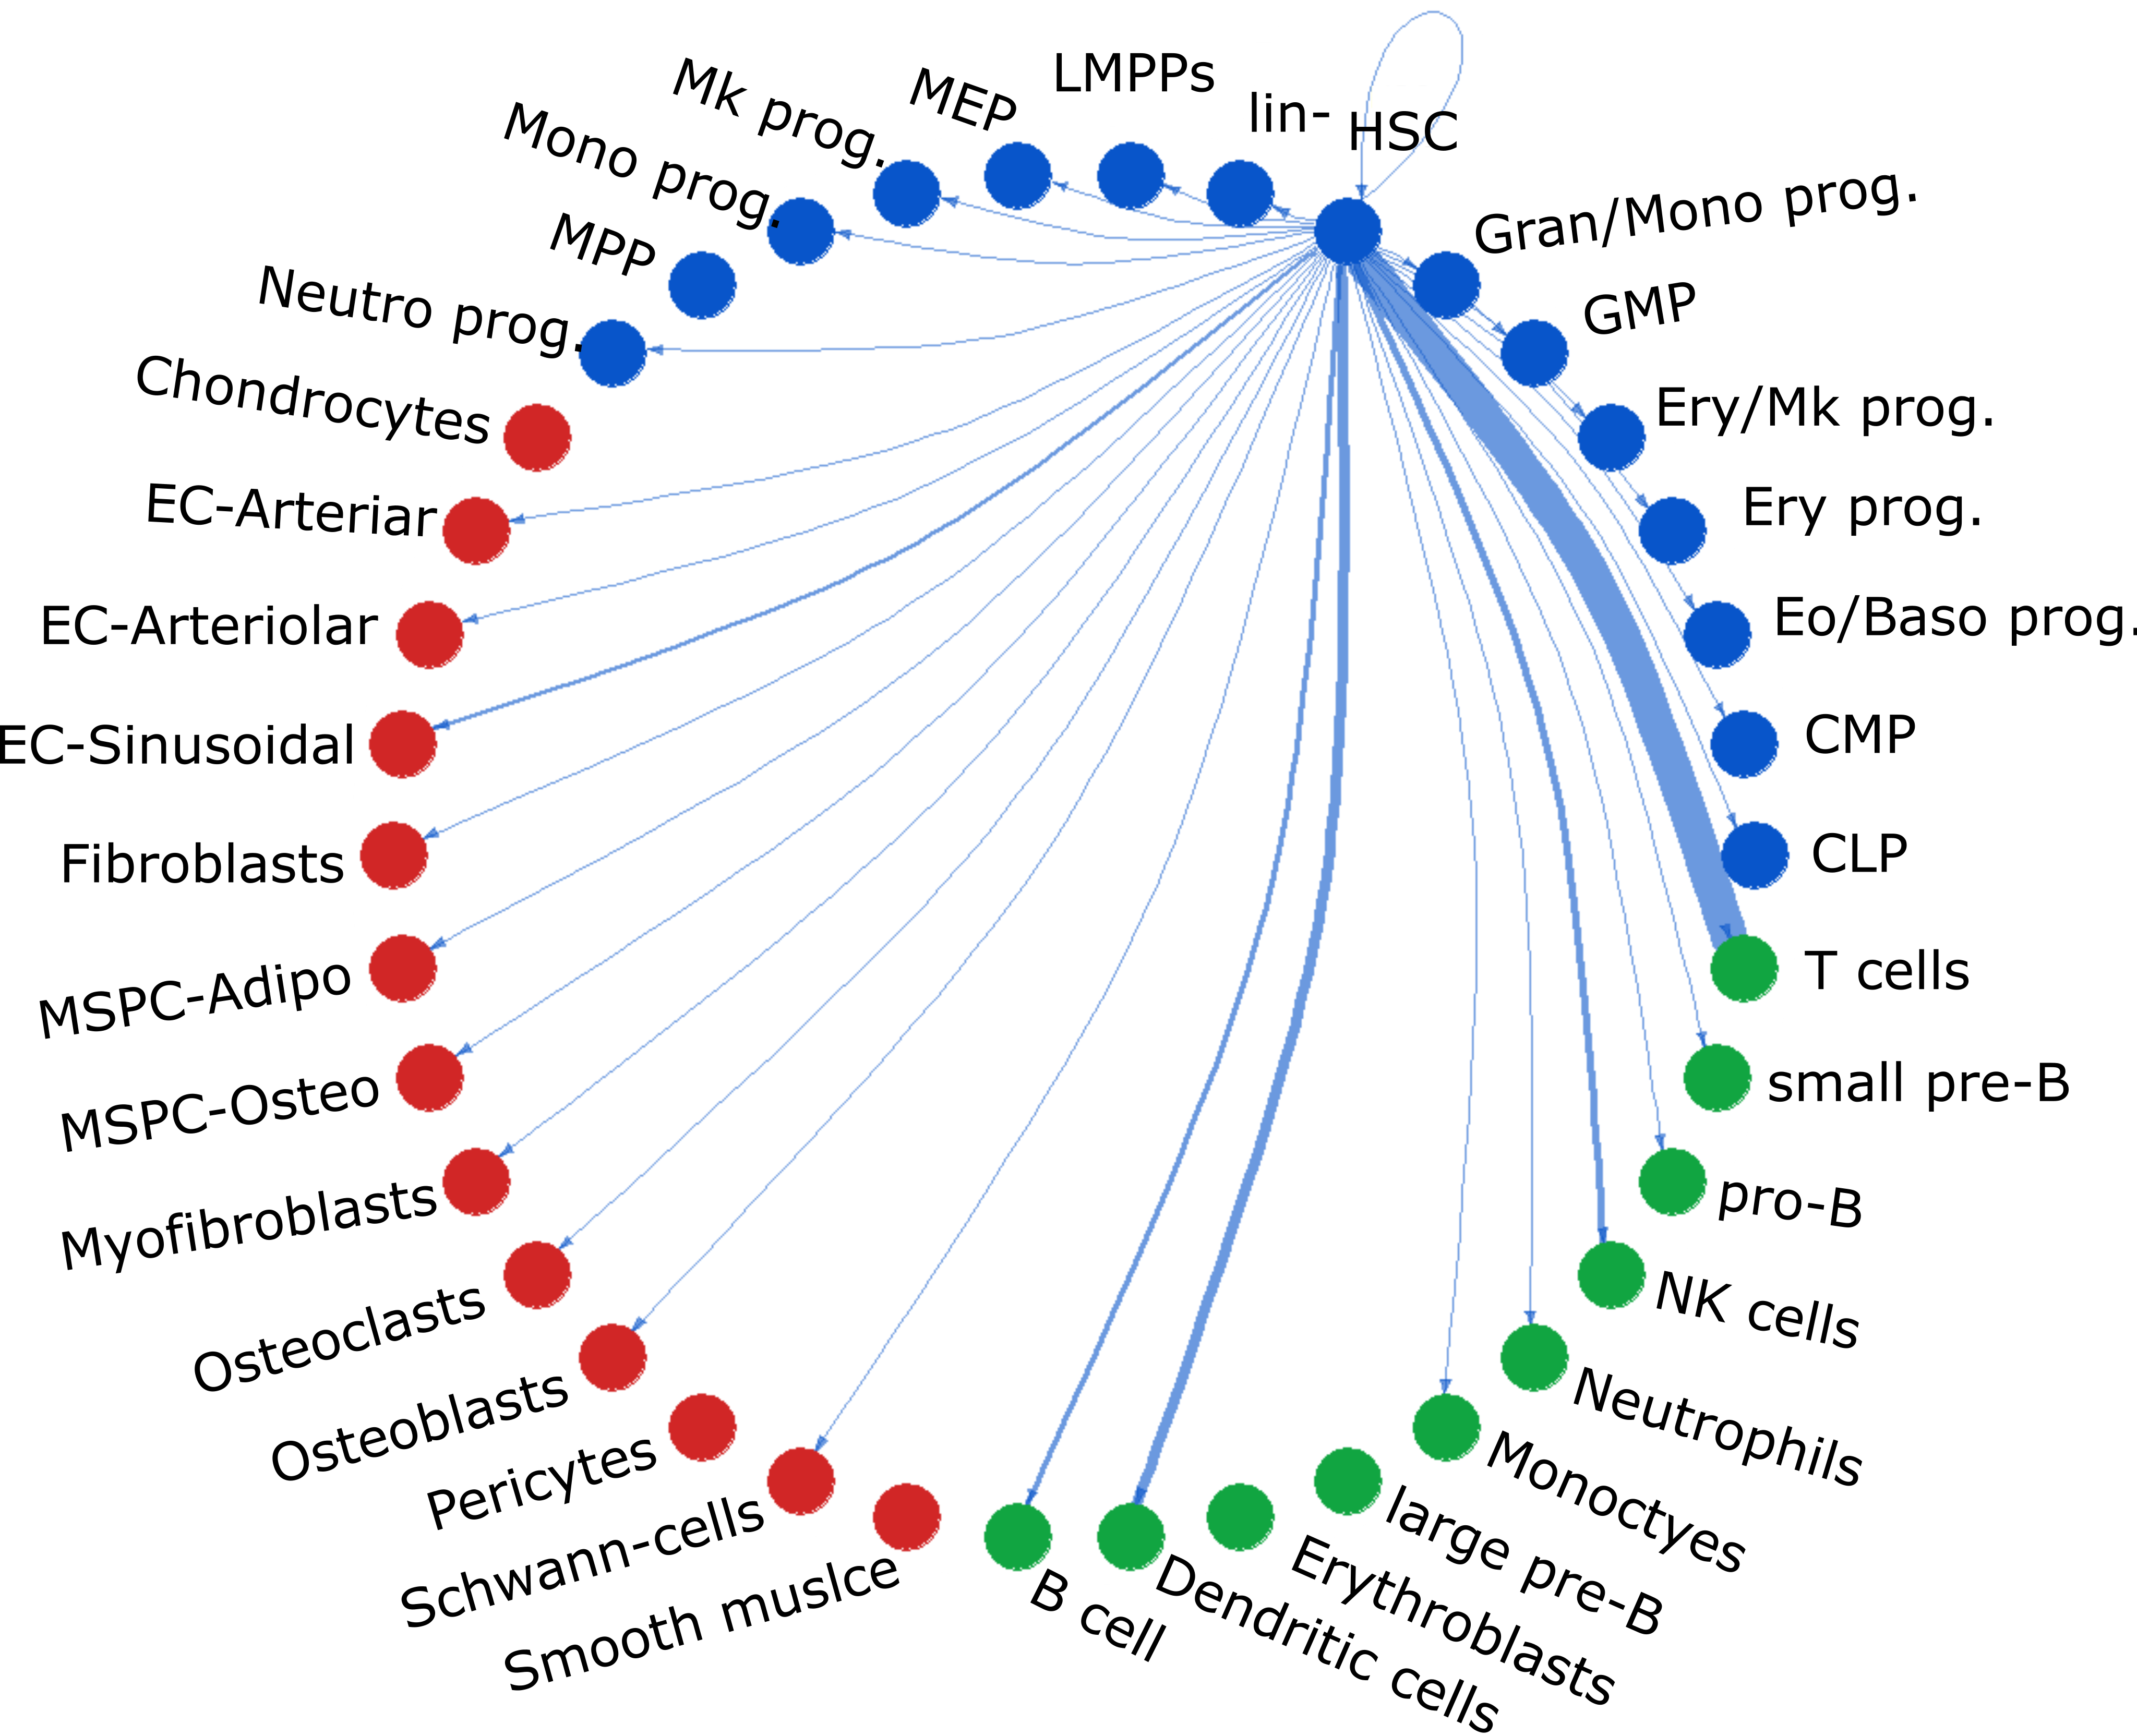 LMPPs
MEP
Mk prog.
lin-
HSC
Mono prog.
Gran/Mono prog.
MPP
GMP
Neutro prog.
Chondrocytes
Ery/Mk prog.
EC-Arteriar
Ery prog.
EC-Arteriolar
Eo/Baso prog.
EC-Sinusoidal
CMP
Fibroblasts
CLP
MSPC-Adipo
T cells
MSPC-Osteo
small pre-B
Myofibroblasts
pro-B
Osteoclasts
NK cells
Osteoblasts
Neutrophils
Pericytes
Monoctyes
Schwann-cells
large pre-B
Smooth muslce
Erythroblasts
B cell
Dendritic cells